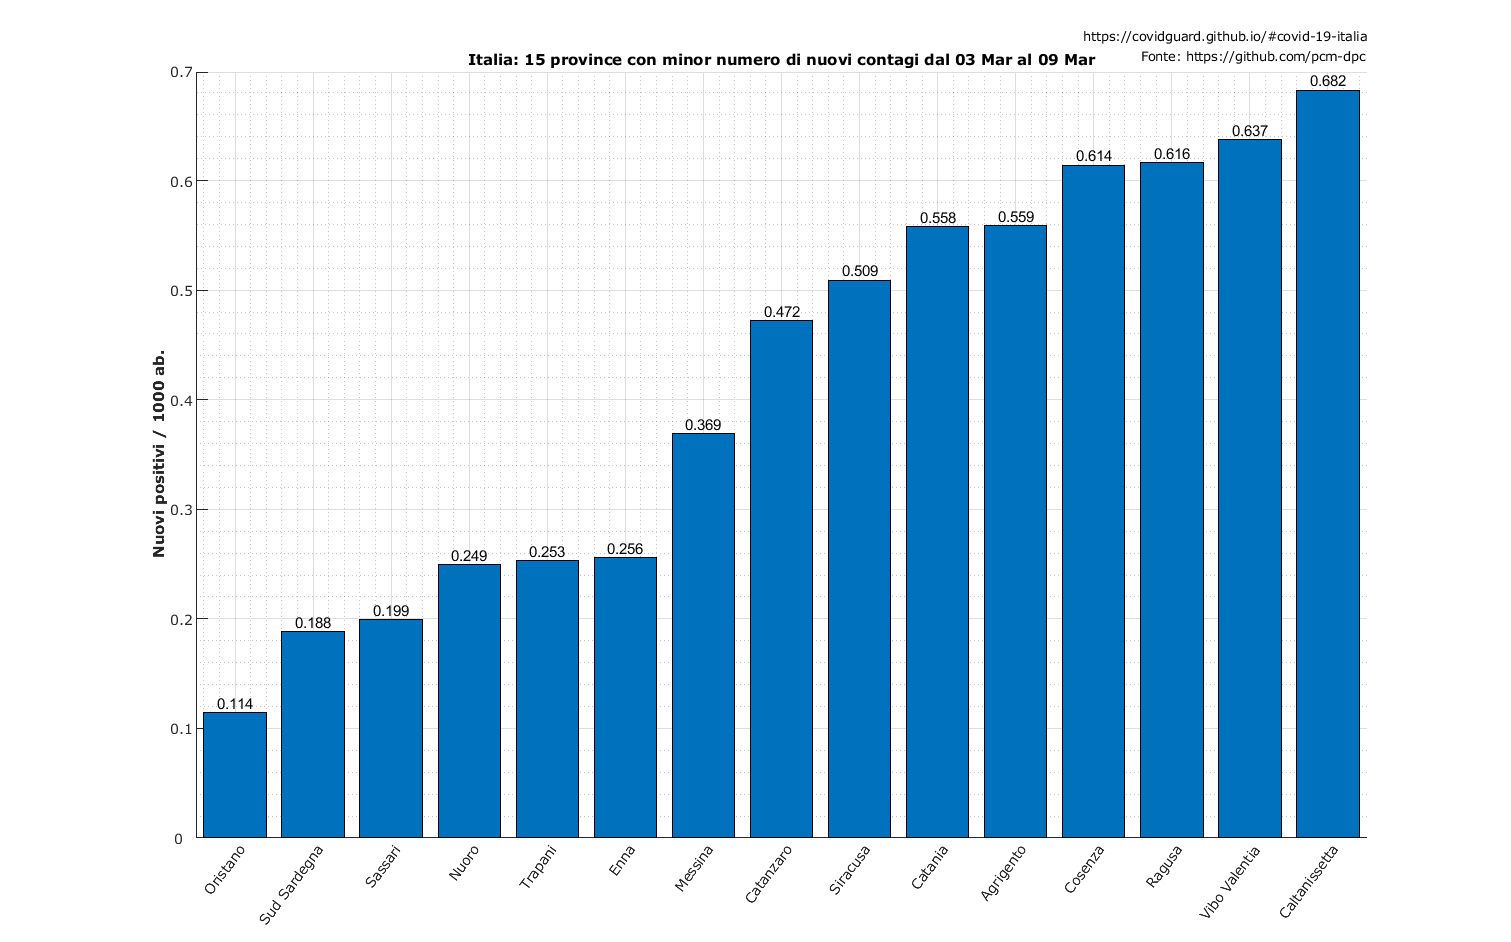 https://covidguard.github.io/#covid-19-italia
Italia: 15 province con minor numero di nuovi contagi dal 03 Mar al 09 Mar
Fonte: https://github.com/pcm-dpc
Nuovi positivi / 1000 ab.
0.7
0.6
0.5
0.4
0.3
0.2
0.1
0
0.114
0.188
0.199
0.249
0.253
0.256
0.369
0.472
0.509
0.558
0.559
0.614
0.616
0.637
0.682
Oristano
Sud Sardegna
Sassari
Nuoro
Trapani
Enna
Messina
Catanzaro
Siracusa
Catania
Agrigento
Cosenza
Ragusa
Vibo Valentia
Caltanissetta